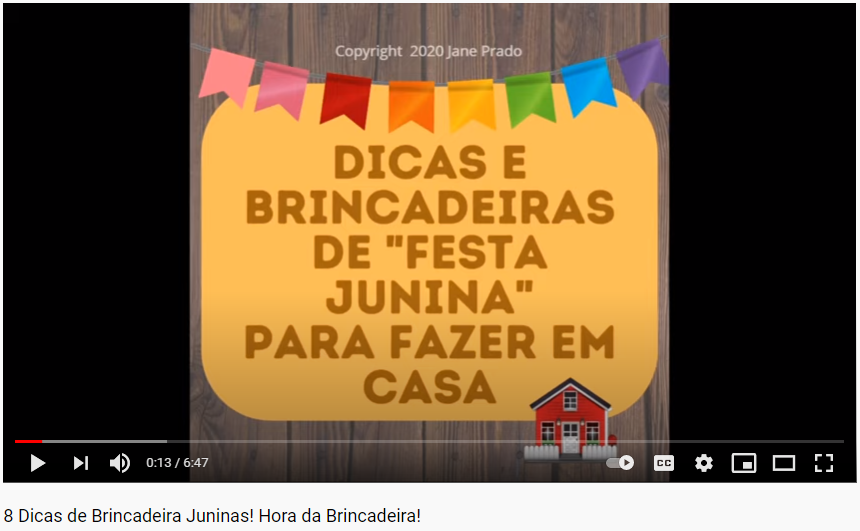 Copyright 2020 Jane Prado
DICAS E
BRINCADEIRAS
DE "FESTA
JUNINA"
PARA FAZER EM
CASA
0:13 / 6:47
CC
8 Dicas de Brincadeira Juninas! Hora da Brincadeira!